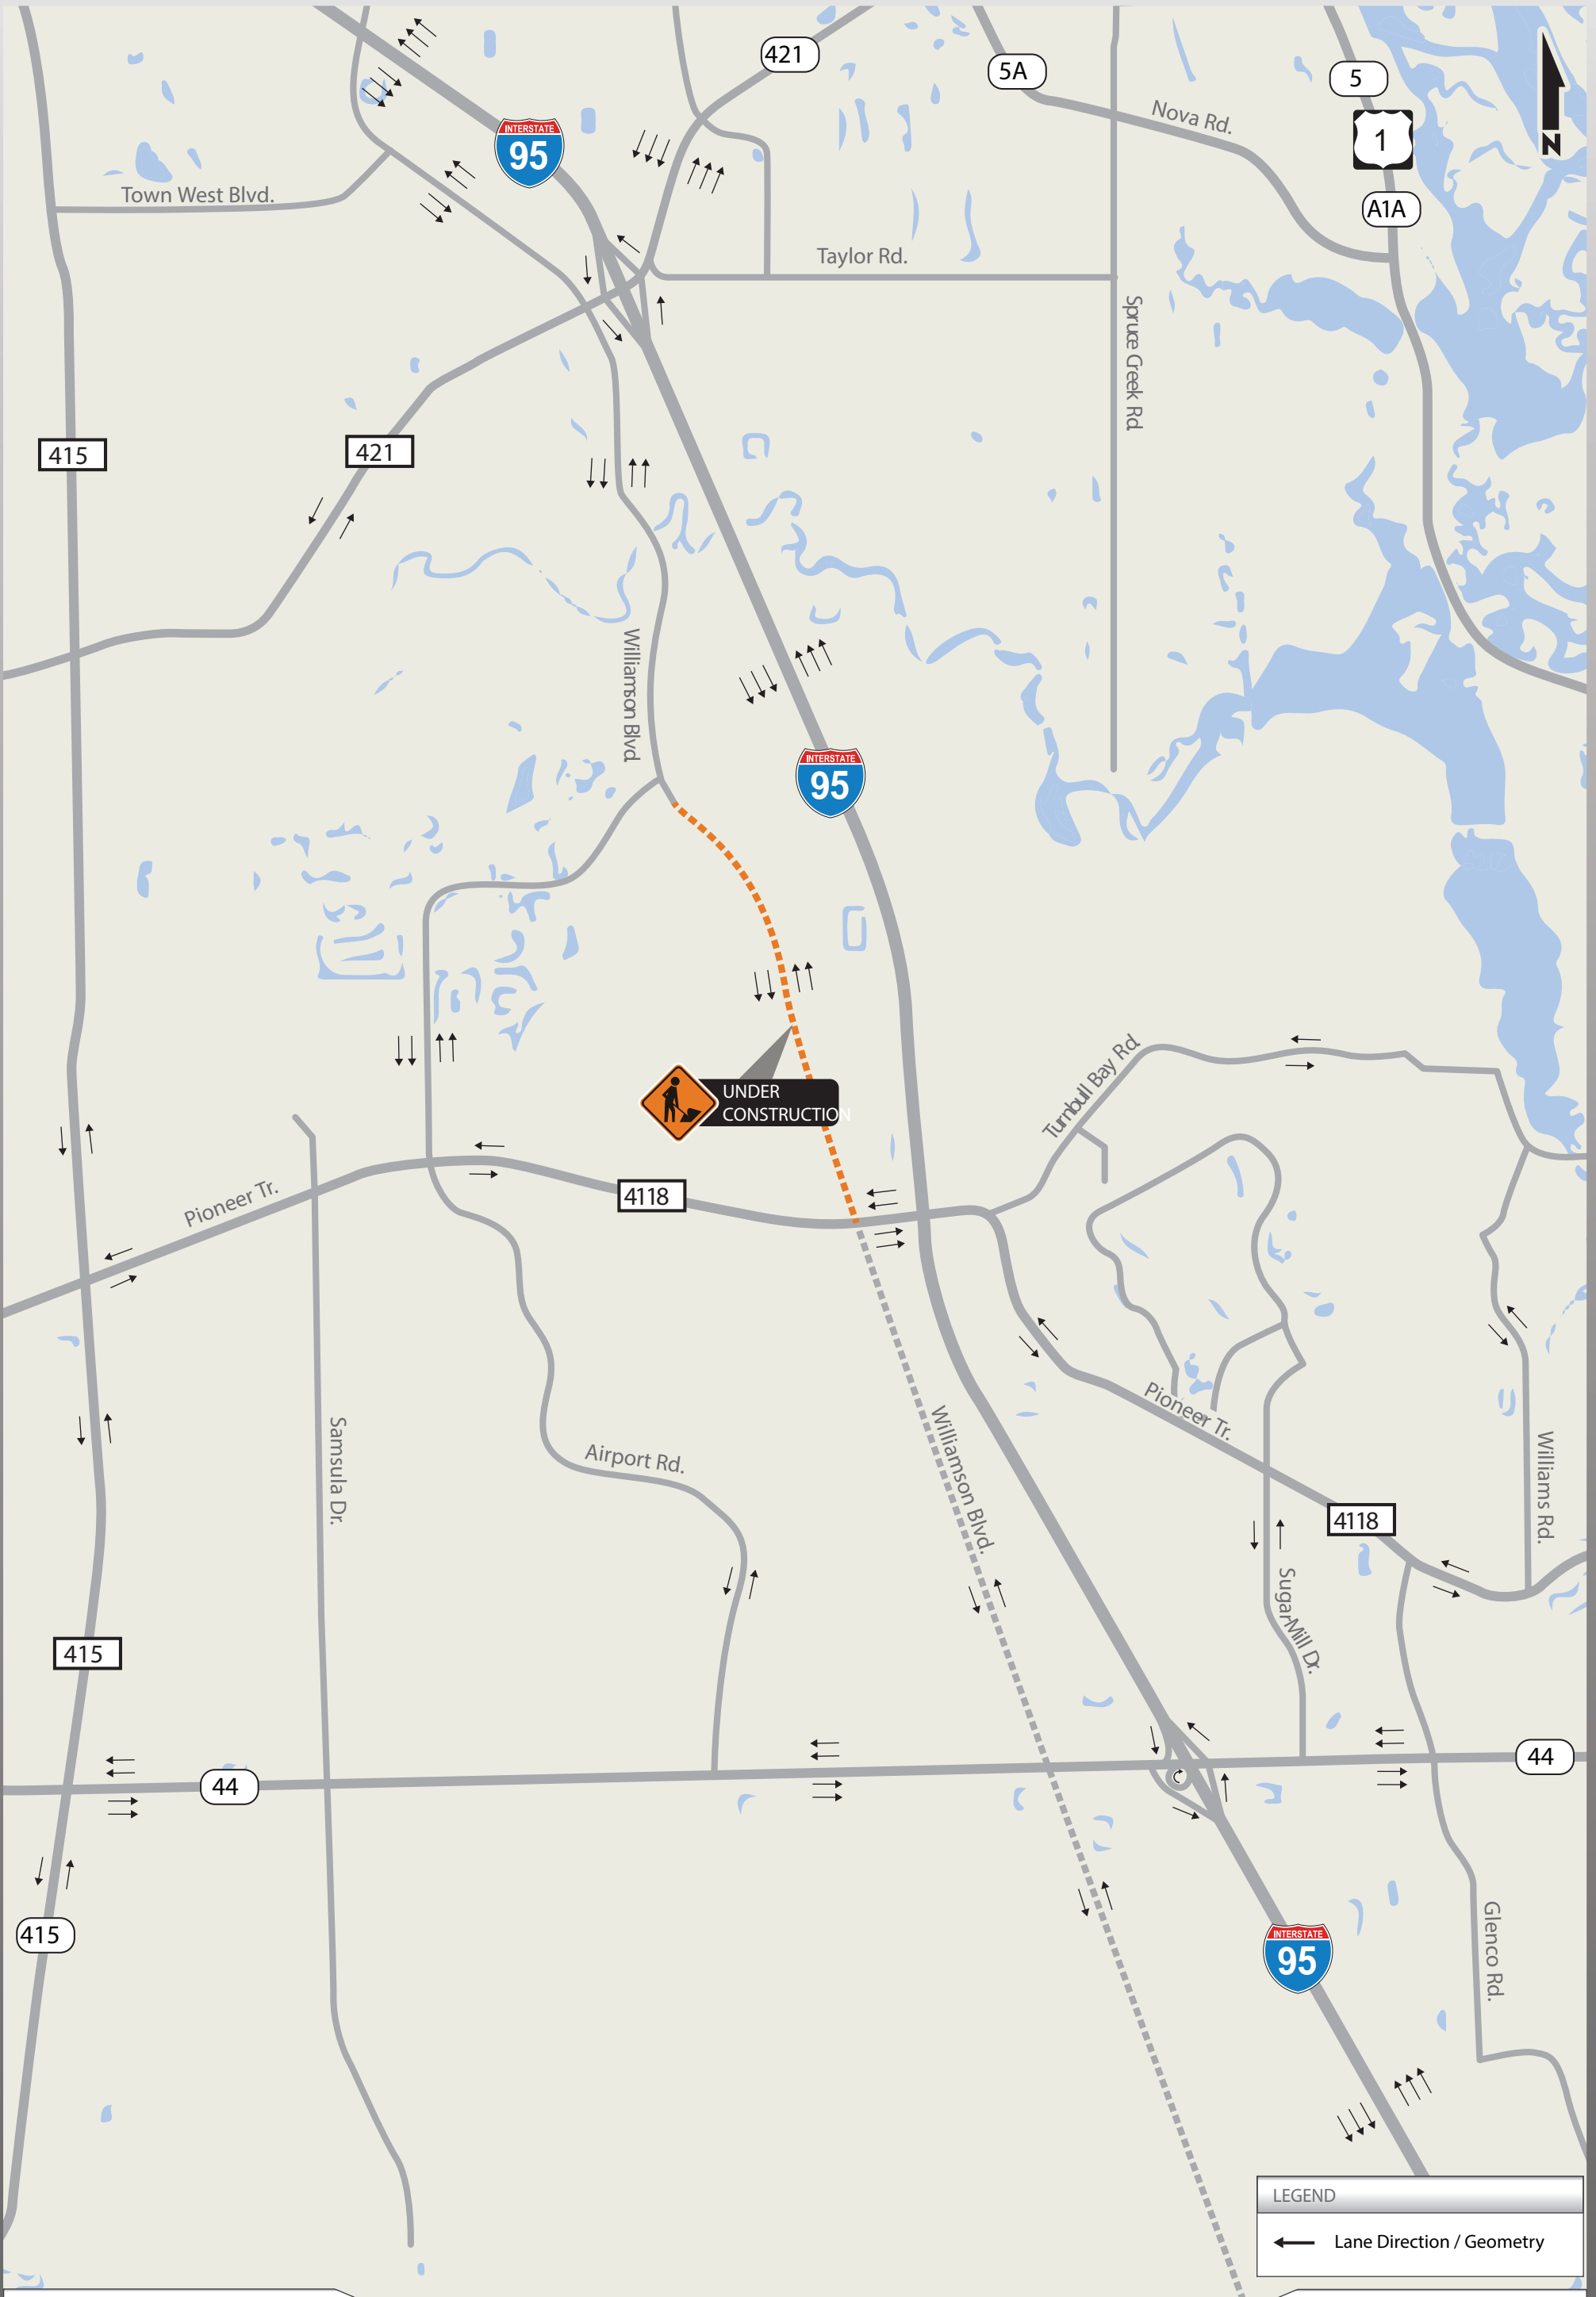 421
5A
5
Nova Rd.
INTERSTATE
95
1
N
Town West Blvd.
A1A
Taylor Rd.
Spruce Creek Rd.
415
421
Williamson Blvd.
INTERSTATE
95
UNDER
CONSTRUCTION
Turnbull Bay Rd.
Pioneer Tr.
4118
Pioneer Tr.
Samsula Dr.
Airport Rd.
Williamson Blvd.
Williams Rd.
4118
Sugar Mill Dr.
415
44
44
415
Glenco Rd.
INTERSTATE
95
LEGEND
Lane Direction / Geometry